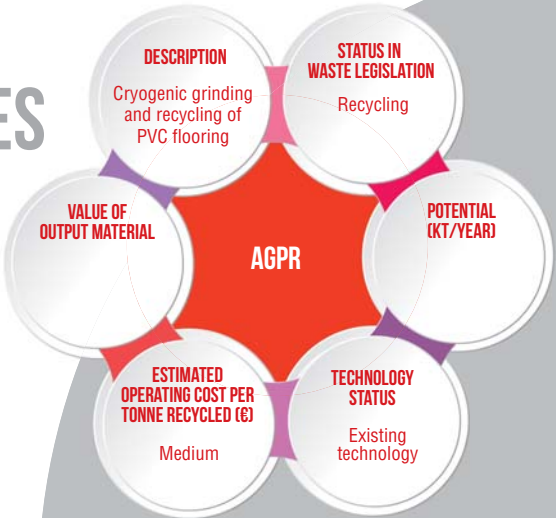 ES
DESCRIPTION
Cryogenic grinding
and recycling of
PVC flooring
STATUS IN
WASTE LEGISLATION
Recycling
VALUE OF
OUTPUT MATERIAL
AGPR
POTENTIAL
(KT/YEAR)
ESTIMATED
OPERATING COST PER
TONNE RECYCLED (€)
Medium
TECHNOLOGY
STATUS
Existing
technology